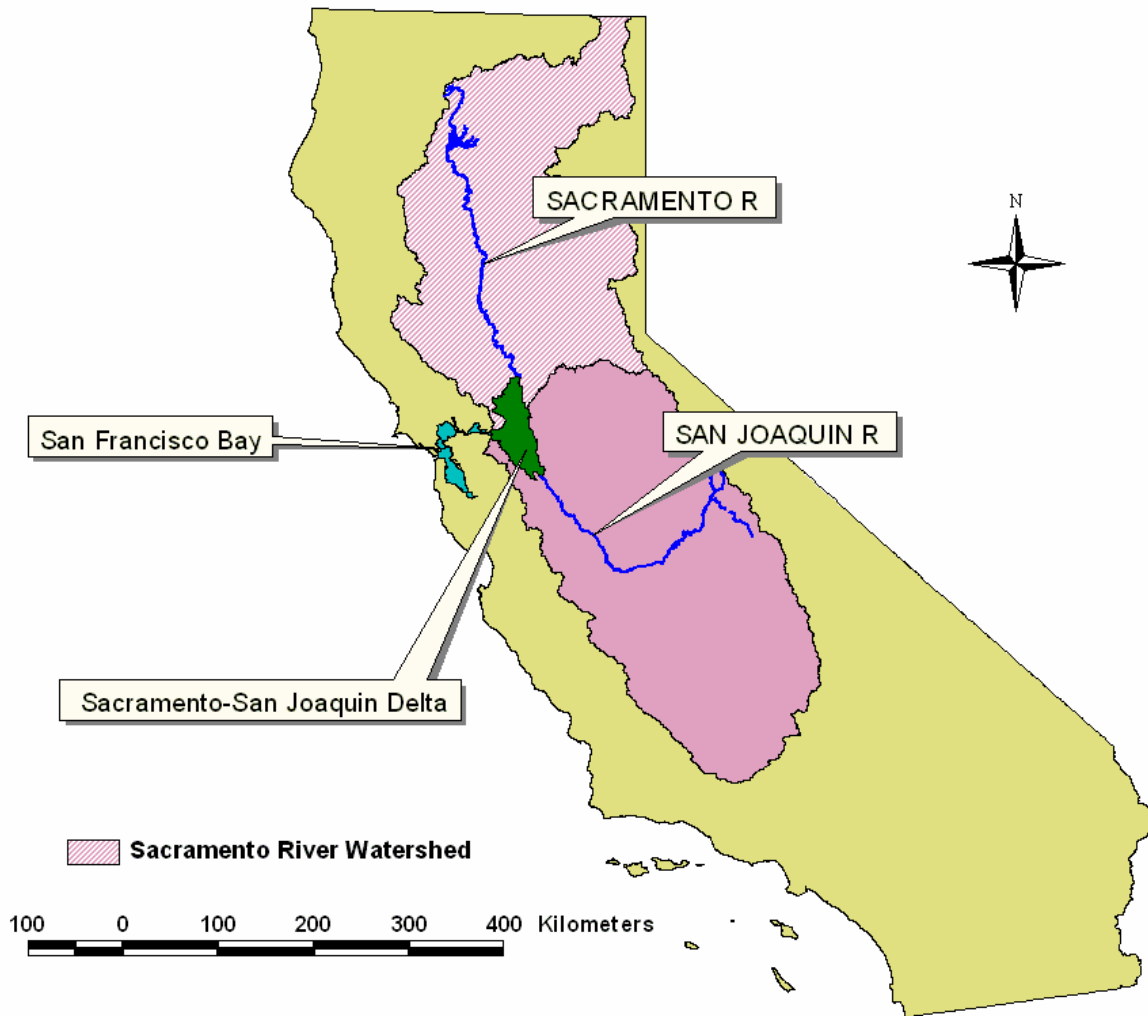 SACRAMENTO R
N
San Francisco Bay
SAN JOAQUIN R
Sacramento-San Joaquin Delta
Sacramento River Watershed
100 0 100 200 300 400 Kilometers